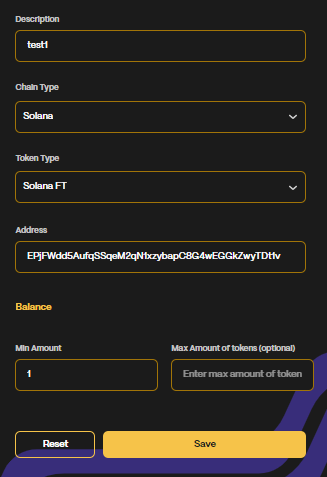 Description
test1
Chain Type
Solana
Token Type
Solana FT
Address
EPjFWdd5AufqSSqeM2qN1xzybapC8G4wEGGkZwyTDt1v
Balance
Min Amount
Max Amount of tokens (optional)
1
Enter max amount of token
Reset
Save